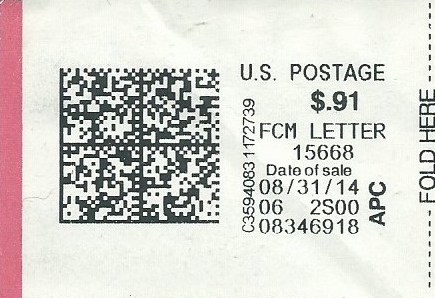 U.S. POSTAGE
$.91
FCM LETTER
15668
Date of sale
08/31/14
06 2S00
08346918
APC
C3594083 1172739
FOLD HERE